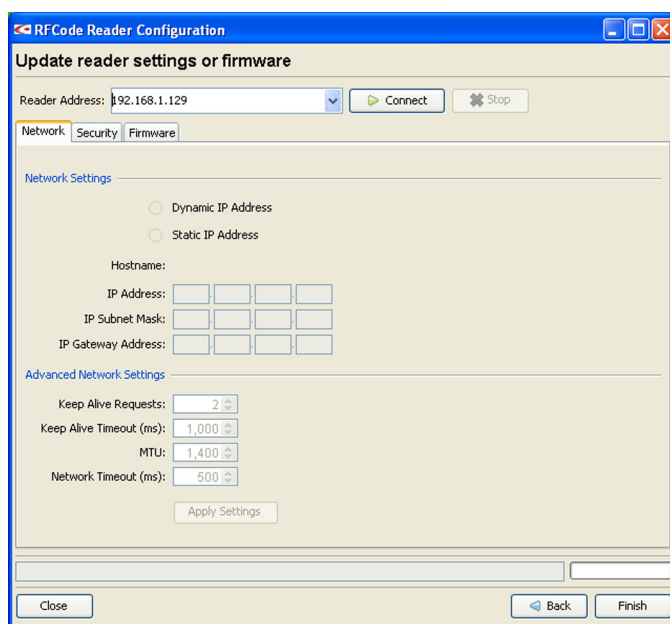 RFCode Reader Configuration
Update reader settings or firmware
Reader Address: 192.168.1.129 Connect Stop
Network Security Firmware
Network Settings
Dynamic IP Address
Static IP Address
Hostname:
IP Address:
IP Subnet Mask:
IP Gateway Address:
Advanced Network Settings
Keep Alive Requests: 2
Keep Alive Timeout (ms): 1,000
MTU: 1,400
Network Timeout (ms): 500
Apply Settings
Close Back Finish